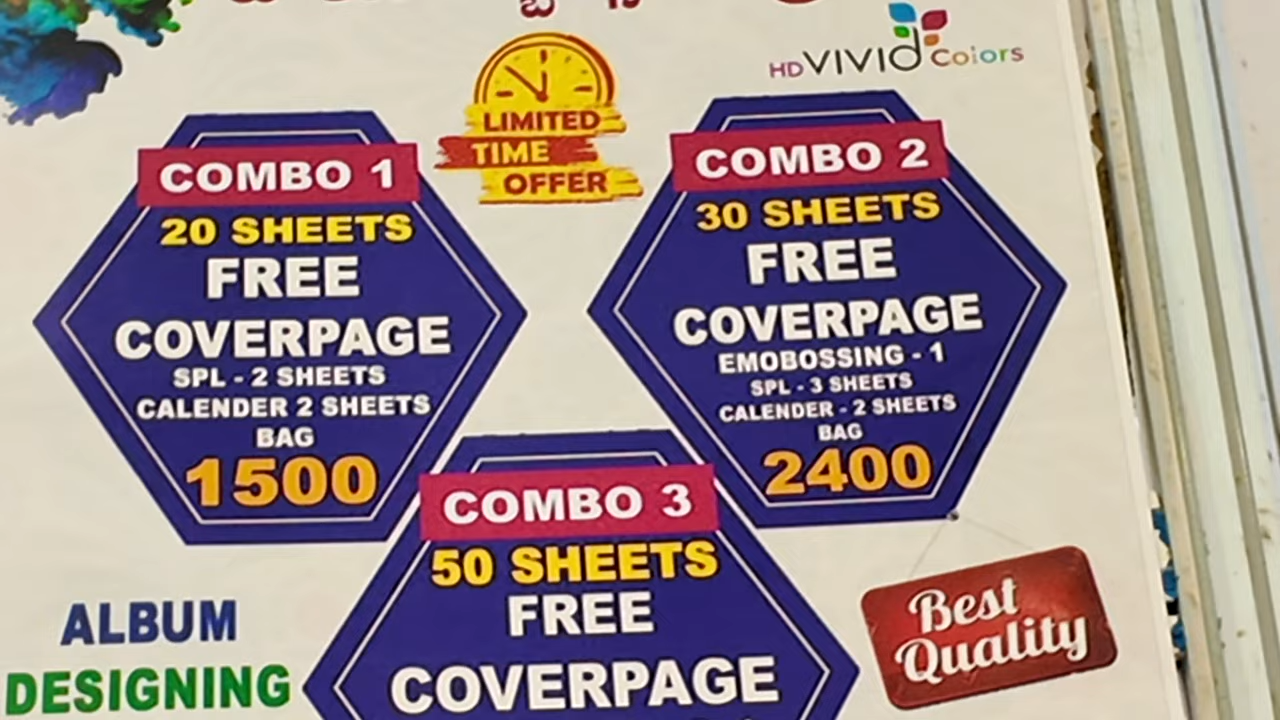 HD VIVID Colors
LIMITED
TIME
OFFER
COMBO 1
20 SHEETS
FREE
COVERPAGE
SPL - 2 SHEETS
CALENDER 2 SHEETS
BAG
1500
COMBO 2
30 SHEETS
FREE
COVERPAGE
EMOBOSSING - 1
SPL - 3 SHEETS
CALENDER - 2 SHEETS
BAG
2400
COMBO 3
50 SHEETS
FREE
COVERPAGE
ALBUM
DESIGNING
Best
Quality